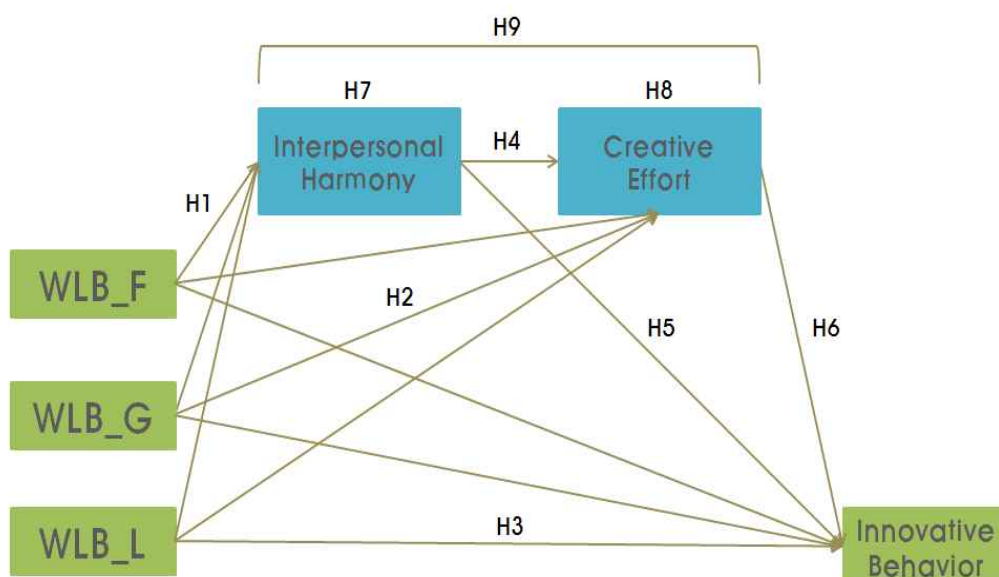 H9
H7
H8
Interpersonal
Harmony
H4
Creative
Effort
H1
WLB_F
H2
H5
H6
WLB_G
WLB_L
H3
Innovative
Behavior